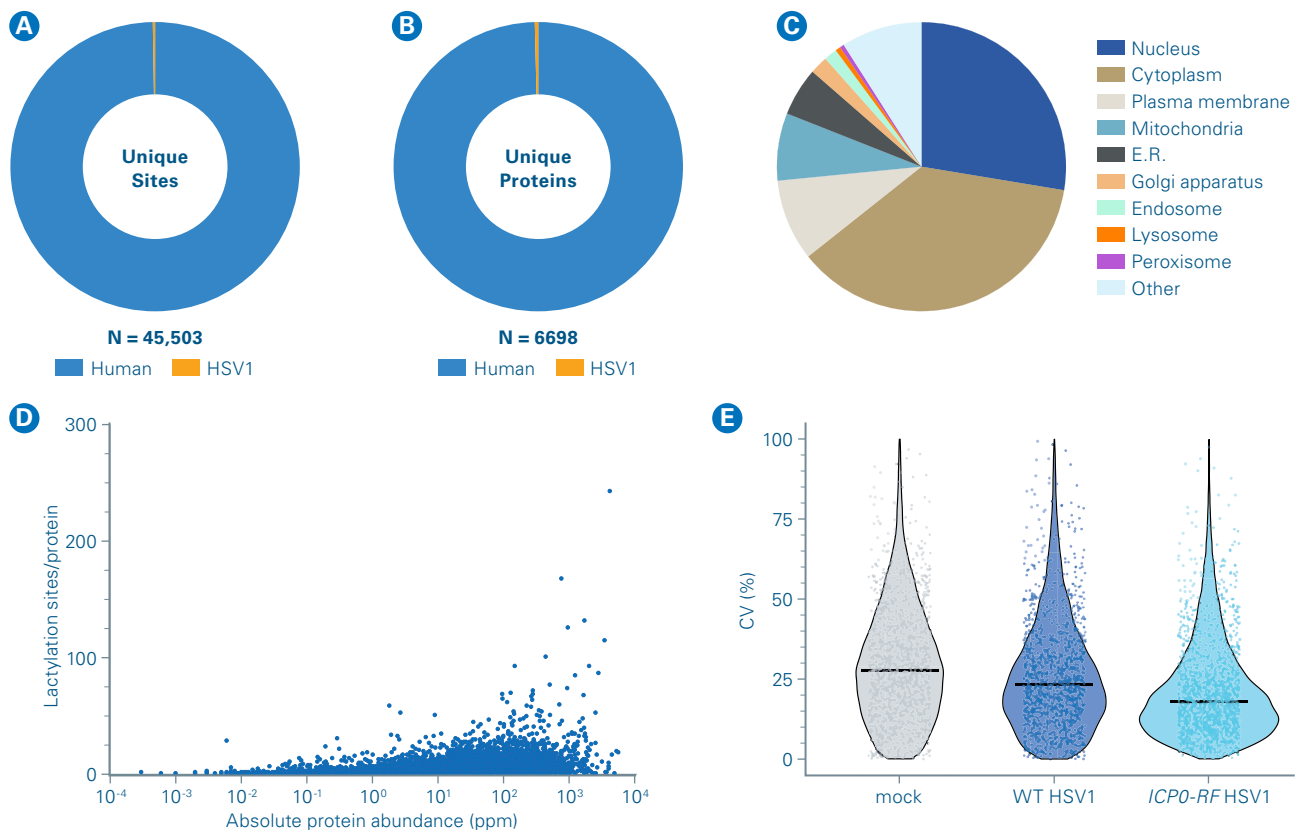 A
Unique
Sites
N = 45,503
Human
HSV1
B
Unique
Proteins
N = 6698
Human
HSV1
C
Nucleus
Cytoplasm
Plasma membrane
Mitochondria
E.R.
Golgi apparatus
Endosome
Lysosome
Peroxisome
Other
D
Lactylation sites/protein
300
200
100
0
10⁻⁴ 10⁻³ 10⁻² 10⁻¹ 10⁰ 10¹ 10² 10³ 10⁴
Absolute protein abundance (ppm)
E
CV (%)
100
75
50
25
0
mock WT HSV1 ICP0-RF HSV1